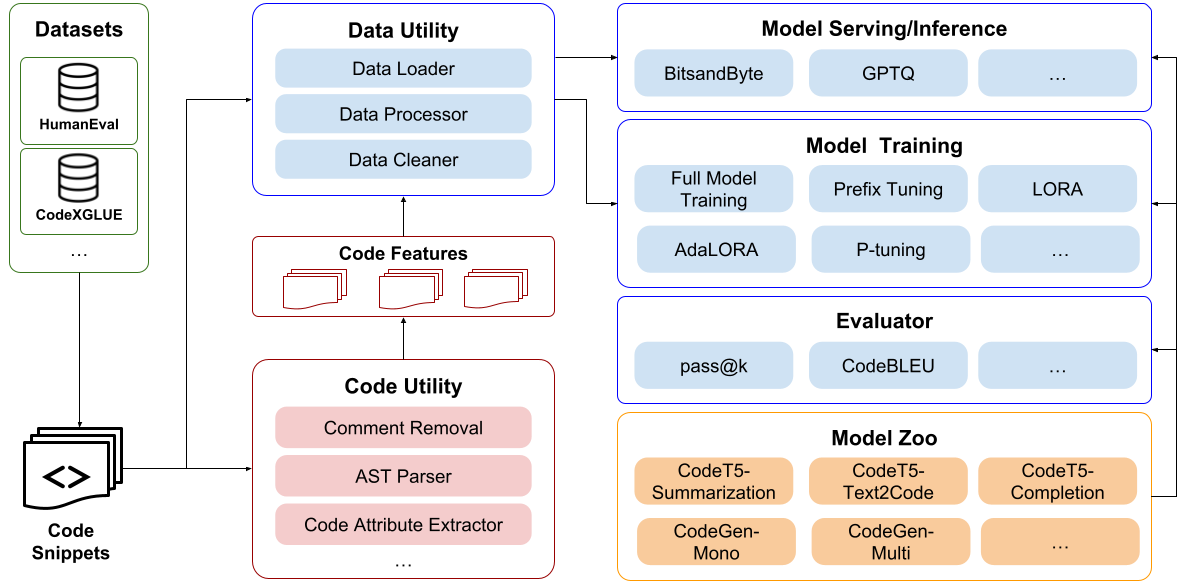 Datasets
HumanEval
CodeXGLUE
...
<>
Code
Snippets
Data Utility
Data Loader
Data Processor
Data Cleaner
Code Features
Code Utility
Comment Removal
AST Parser
Code Attribute Extractor
...
Model Serving/Inference
BitsandByte
GPTQ
...
Model Training
Full Model
Training
Prefix Tuning
LORA
AdaLORA
P-tuning
...
Evaluator
pass@k
CodeBLEU
...
Model Zoo
CodeT5-
Summarization
CodeT5-
Text2Code
CodeT5-
Completion
CodeGen-
Mono
CodeGen-
Multi
...